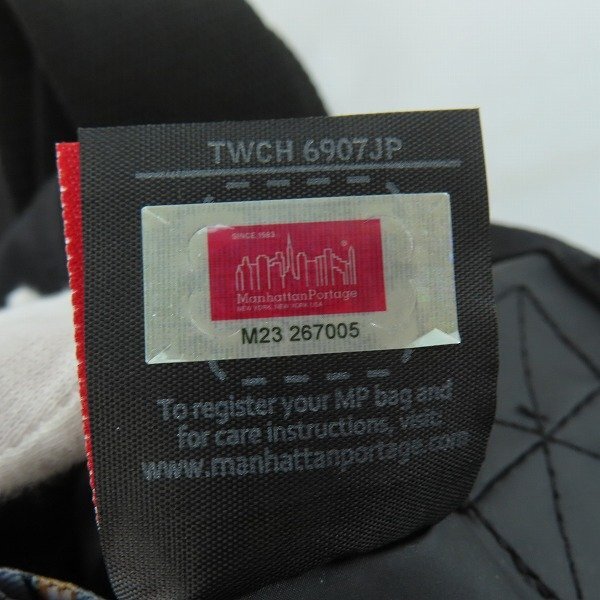 TWCH 6907JP
SINCE 1983
®
ManhattanPortage
NEW YORK, NEW YORK USA
M23 267005
To register your MP bag and
for care instructions, visit:
www.manhattanportage.com